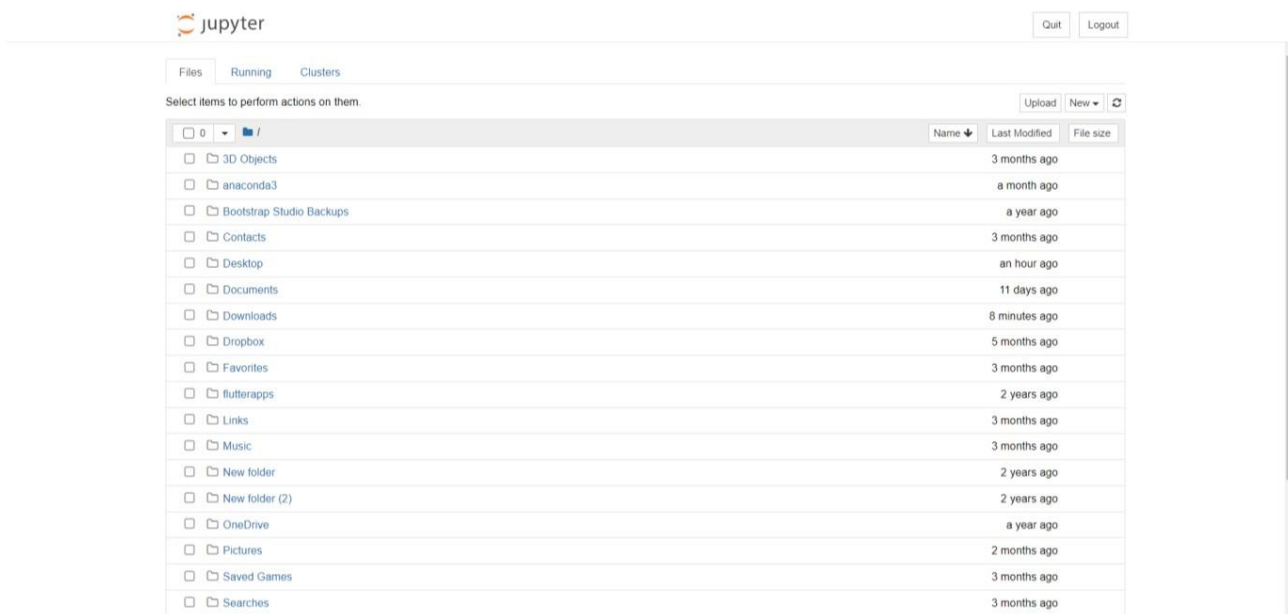 jupyter
Quit Logout
Files Running Clusters
Select items to perform actions on them.
Upload New
0 /
Name Last Modified File size
3D Objects 3 months ago
anaconda3 a month ago
Bootstrap Studio Backups a year ago
Contacts 3 months ago
Desktop an hour ago
Documents 11 days ago
Downloads 8 minutes ago
Dropbox 5 months ago
Favorites 3 months ago
flutterapps 2 years ago
Links 3 months ago
Music 3 months ago
New folder 2 years ago
New folder (2) 2 years ago
OneDrive a year ago
Pictures 2 months ago
Saved Games 3 months ago
Searches 3 months ago